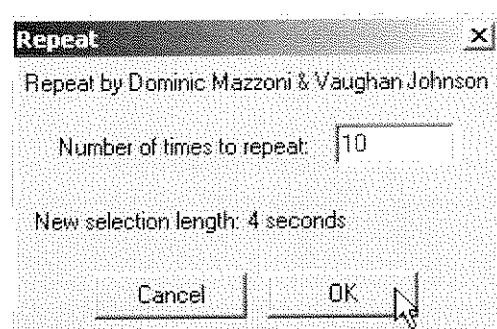 Repeat
Repeat by Dominic Mazzoni & Vaughan Johnson
Number of times to repeat: 10
New selection length: 4 seconds
Cancel OK